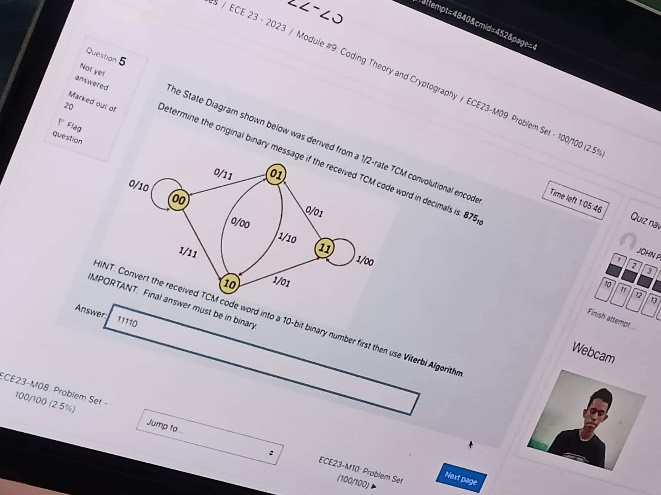 attempt=4840&cmid=452&page=4
/ ECE 23 - 2023 / Module #9: Coding Theory and Cryptography / ECE23-M09. Problem Set - 100/100 (2.5%)
Question 5
Not yet
answered
Marked out of
20
Flag
question
Time left 1:05:46
The State Diagram shown below was derived from a 1/2-rate TCM convolutional encoder.
Determine the original binary message if the received TCM code word in decimals is: 875₁₀
0/10
00
0/11
01
0/00
1/10
0/01
11
1/00
1/11
10
1/01
HINT: Convert the received TCM code word into a 10-bit binary number first then use Viterbi Algorithm.
IMPORTANT: Final answer must be in binary.
Answer:
11110
ECE23-M08. Problem Set -
100/100 (2.5%)
Jump to...
ECE23-M10. Problem Set
(100/100) ▶
Next page
Quiz nav
JOHN P
1 2 3
10 11 12 13
Finish attempt ...
Webcam